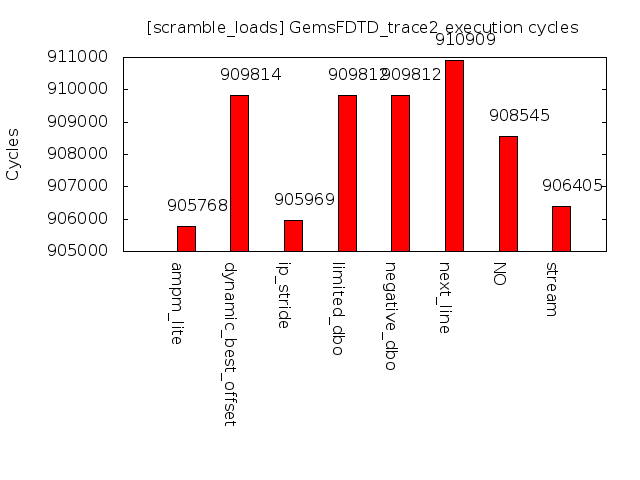 [scramble_loads] GemsFDTD_trace2 execution cycles
Cycles
911000
910000
909000
908000
907000
906000
905000
905768
909814
905969
909812
909812
910909
908545
906405
ampm_lite
dynamic_best_offset
ip_stride
limited_dbo
negative_dbo
next_line
NO
stream